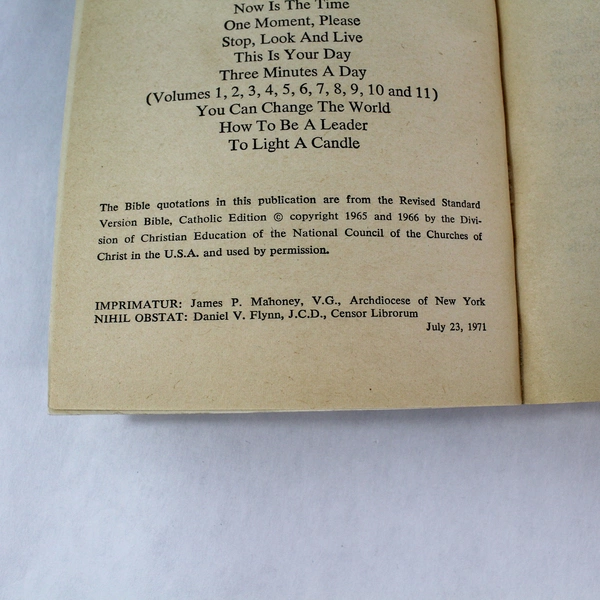 Now Is The Time
One Moment, Please
Stop, Look And Live
This Is Your Day
Three Minutes A Day
(Volumes 1, 2, 3, 4, 5, 6, 7, 8, 9, 10 and 11)
You Can Change The World
How To Be A Leader
To Light A Candle
The Bible quotations in this publication are from the Revised Standard
Version Bible, Catholic Edition © copyright 1965 and 1966 by the Divi-
sion of Christian Education of the National Council of the Churches of
Christ in the U.S.A. and used by permission.
IMPRIMATUR: James P. Mahoney, V.G., Archdiocese of New York
NIHIL OBSTAT: Daniel V. Flynn, J.C.D., Censor Librorum
July 23, 1971